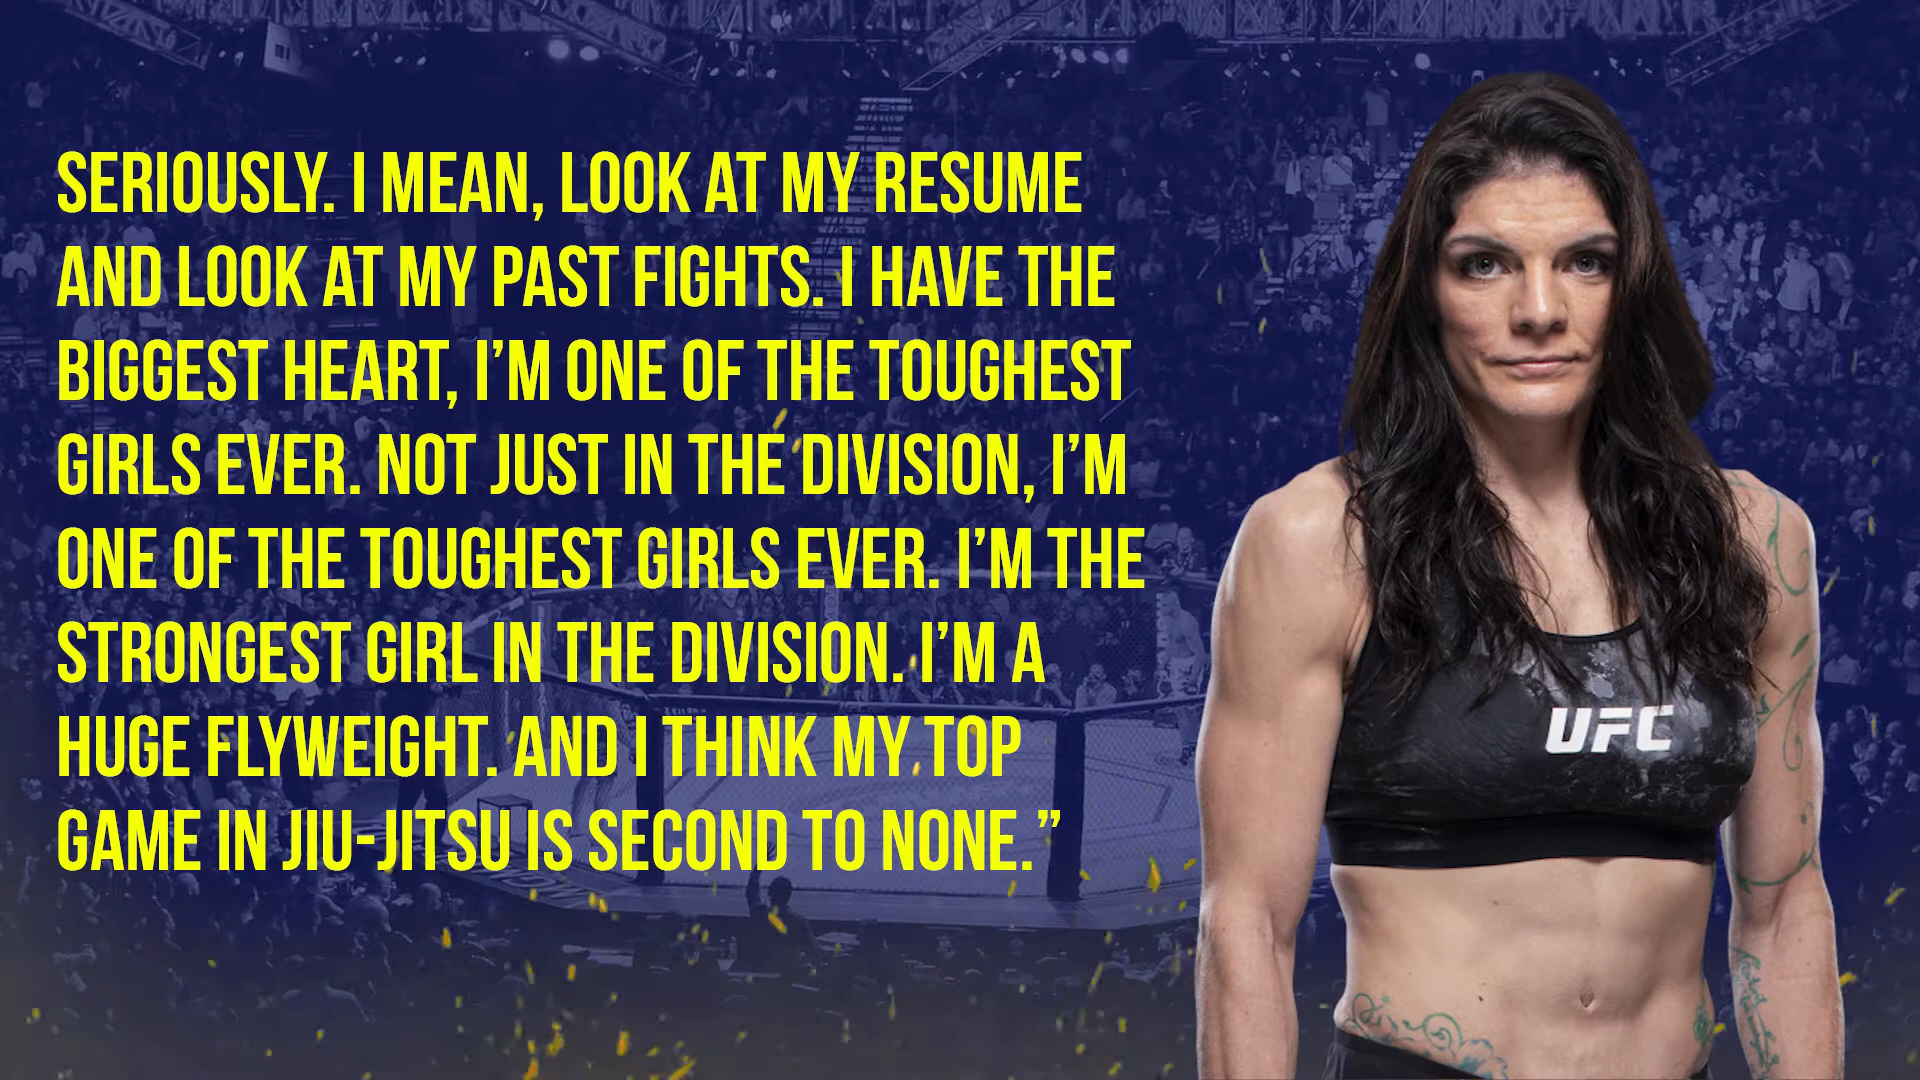 SERIOUSLY. I MEAN, LOOK AT MY RESUME
AND LOOK AT MY PAST FIGHTS. I HAVE THE
BIGGEST HEART, I’M ONE OF THE TOUGHEST
GIRLS EVER. NOT JUST IN THE DIVISION, I’M
ONE OF THE TOUGHEST GIRLS EVER. I’M THE
STRONGEST GIRL IN THE DIVISION. I’M A
HUGE FLYWEIGHT. AND I THINK MY TOP
GAME IN JIU-JITSU IS SECOND TO NONE.”
UFC